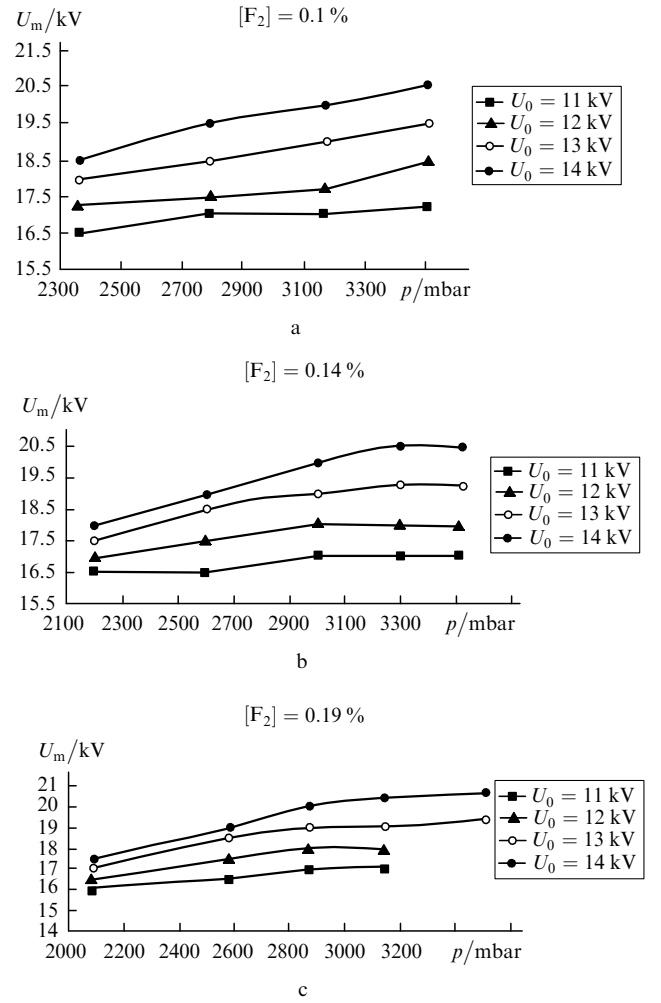 [F₂] = 0.1 %
Uₘ/kV
21.5
20.5
19.5
18.5
17.5
16.5
15.5
2300 2500 2700 2900 3100 3300 p/mbar
U₀ = 11 kV
U₀ = 12 kV
U₀ = 13 kV
U₀ = 14 kV
a
[F₂] = 0.14 %
Uₘ/kV
20.5
19.5
18.5
17.5
16.5
15.5
2100 2300 2700 2900 3100 3300 p/mbar
U₀ = 11 kV
U₀ = 12 kV
U₀ = 13 kV
U₀ = 14 kV
b
[F₂] = 0.19 %
Uₘ/kV
21
20
19
18
17
16
14
2000 2200 2400 2600 2800 3000 3200 p/mbar
U₀ = 11 kV
U₀ = 12 kV
U₀ = 13 kV
U₀ = 14 kV
c